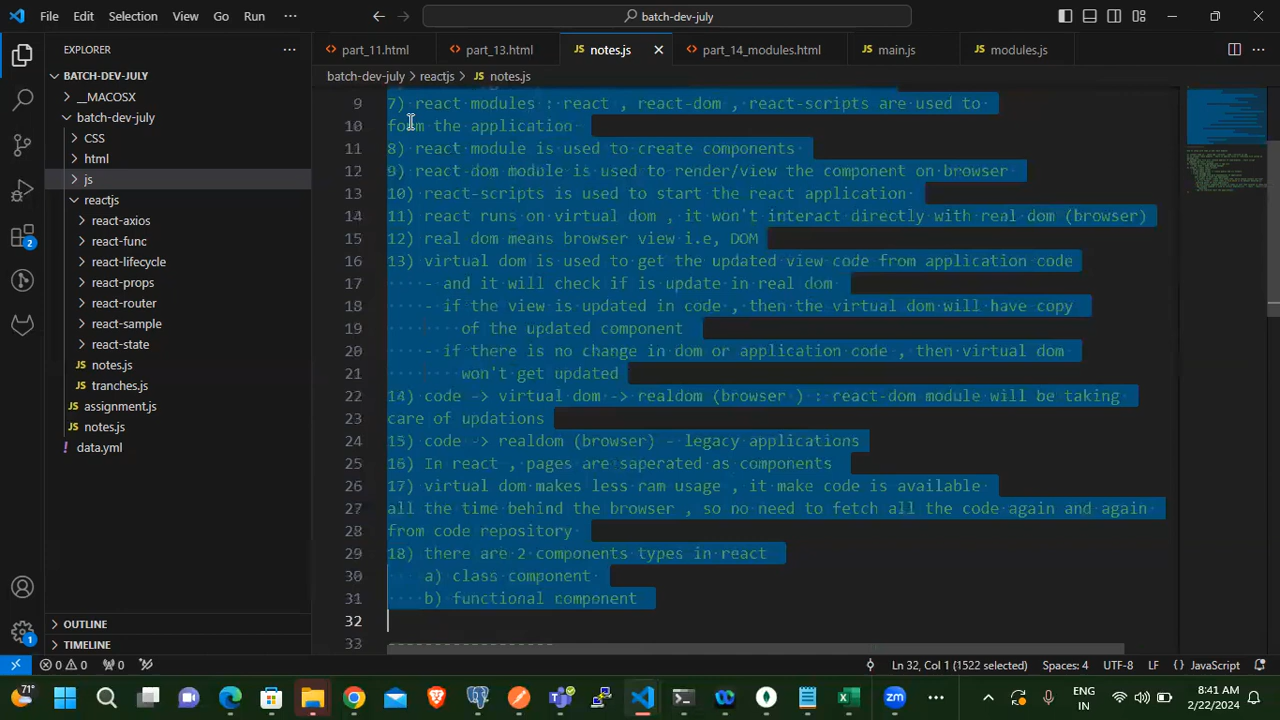 File Edit Selection View Go Run ··· batch-dev-july
EXPLORER ···
part_11.html part_13.html notes.js part_14_modules.html main.js modules.js
batch-dev-july > reactjs > notes.js
BATCH-DEV-JULY
__MACOSX
batch-dev-july
CSS
html
js
reactjs
react-axios
react-func
react-lifecycle
react-props
react-router
react-sample
react-state
notes.js
tranches.js
assignment.js
notes.js
data.yml
OUTLINE
TIMELINE
9 7) react modules : react , react-dom , react-scripts are used to
10 form the application
11 8) react module is used to create components
12 9) react dom module is used to render/view the component on browser
13 10) react-scripts is used to start the react application
14 11) react runs on virtual dom , it won't interact directly with real dom (browser)
15 12) real dom means browser view i.e, DOM
16 13) virtual dom is used to get the updated view code from application code
17 - and it will check if is update in real dom
18 - if the view is updated in code , then the virtual dom will have copy
19 of the updated component
20 - if there is no change in dom or application code , then virtual dom
21 won't get updated
22 14) code -> virtual dom -> realdom (browser ) : react-dom module will be taking
23 care of updations
24 15) code -> realdom (browser) - legacy applications
25 16) In react , pages are saperated as components
26 17) virtual dom makes less ram usage , it make code is available
27 all the time behind the browser , so no need to fetch all the code again and again
28 from code repository
29 18) there are 2 components types in react
30 a) class component
31 b) functional component
32
33 ------------------
0 0 0 Ln 32, Col 1 (1522 selected) Spaces: 4 UTF-8 LF {} JavaScript
71° ENG IN 8:41 AM 2/22/2024